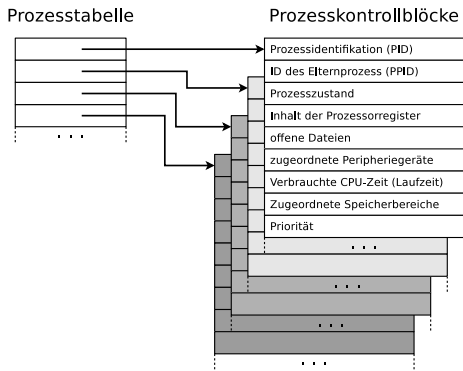 Prozesstabelle
Prozesskontrollblöcke
Prozessidentifikation (PID)
ID des Elternprozess (PPID)
Prozesszustand
Inhalt der Prozessorregister
offene Dateien
zugeordnete Peripheriegeräte
Verbrauchte CPU-Zeit (Laufzeit)
Zugeordnete Speicherbereiche
Priorität
. . .
. . .
. . .
. . .
. . .